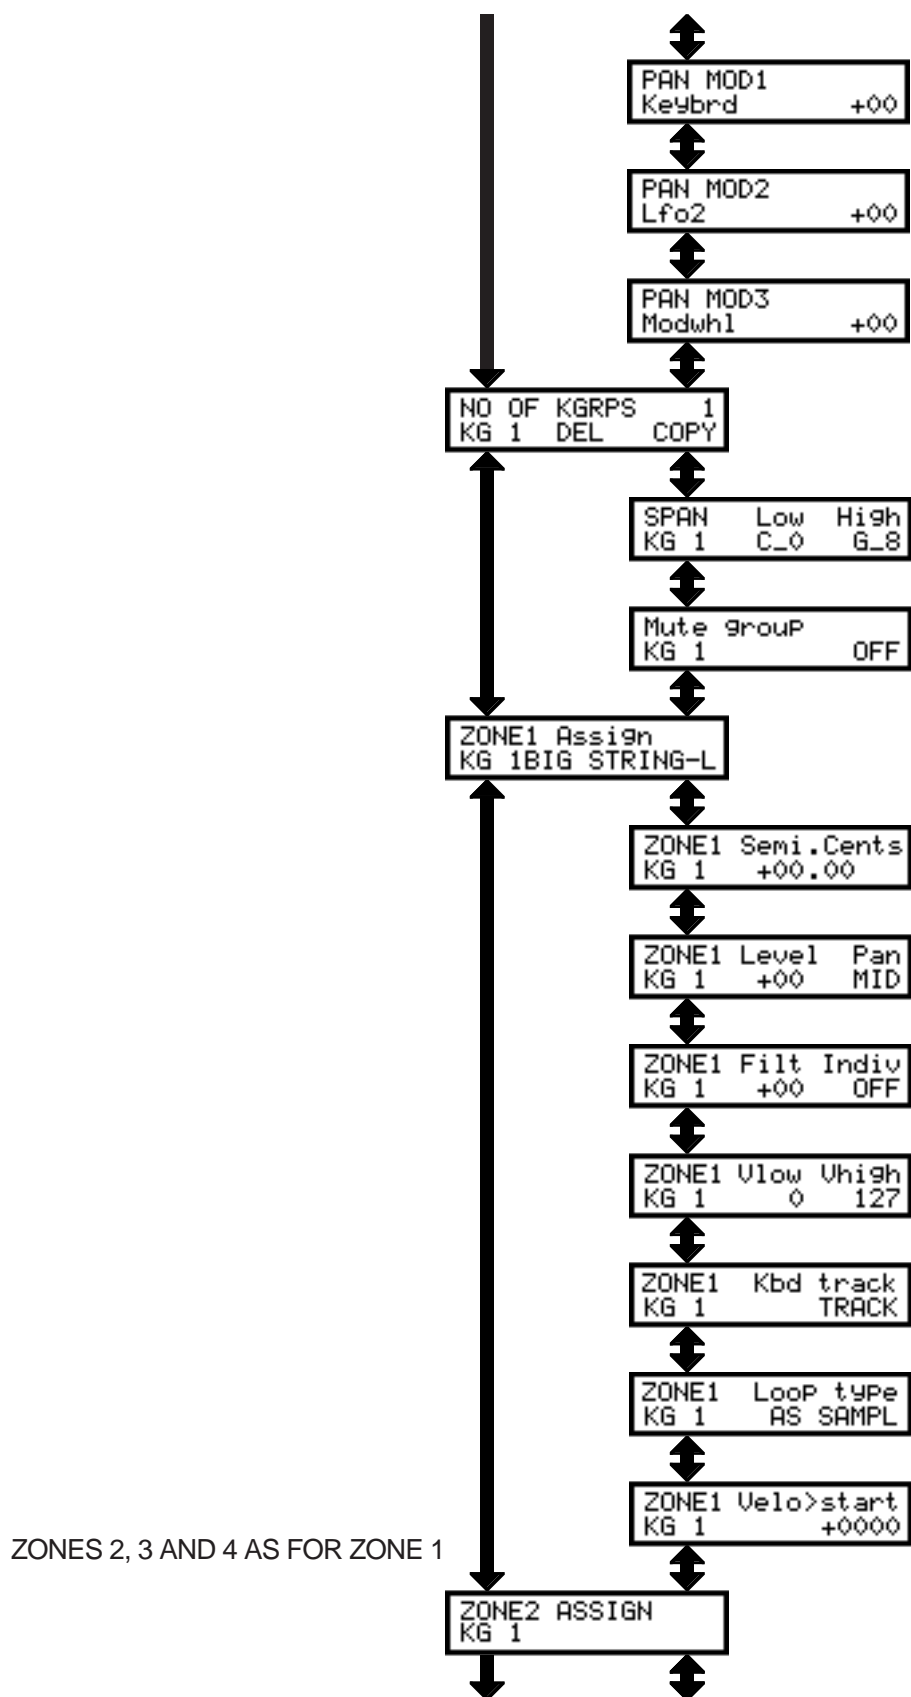 PAN MOD1
Keybrd +00
PAN MOD2
Lfo2 +00
PAN MOD3
Modwhl +00
NO OF KGRPS 1
KG 1 DEL COPY
SPAN Low High
KG 1 C_0 G_8
Mute group
KG 1 OFF
ZONE1 Assign
KG 1BIG STRING-L
ZONE1 Semi.Cents
KG 1 +00.00
ZONE1 Level Pan
KG 1 +00 MID
ZONE1 Filt Indiv
KG 1 +00 OFF
ZONE1 Vlow Vhigh
KG 1 0 127
ZONE1 Kbd track
KG 1 TRACK
ZONE1 Loop type
KG 1 AS SAMPL
ZONE1 Velo>start
KG 1 +0000
ZONES 2, 3 AND 4 AS FOR ZONE 1
ZONE2 ASSIGN
KG 1